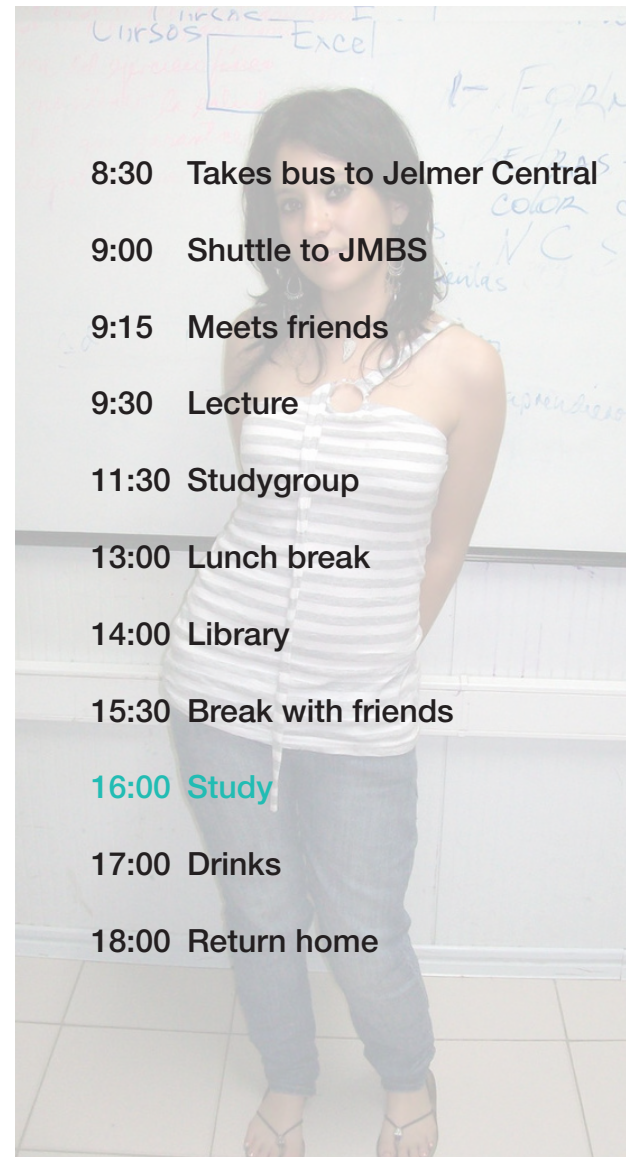 Cursos
Excel
8:30 Takes bus to Jelmer Central
COLOR
9:00 Shuttle to JMBS
9:15 Meets friends
9:30 Lecture
11:30 Studygroup
13:00 Lunch break
14:00 Library
15:30 Break with friends
16:00 Study
17:00 Drinks
18:00 Return home